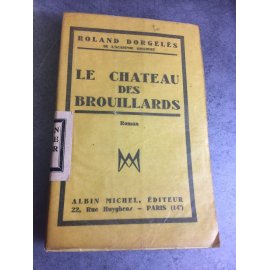 ROLAND DORGELÈS
DE L'ACADÉMIE GONCOURT
LE CHATEAU
DES
BROUILLARDS
Roman
ALBIN MICHEL, ÉDITEUR
22, Rue Huyghens – PARIS (14e)